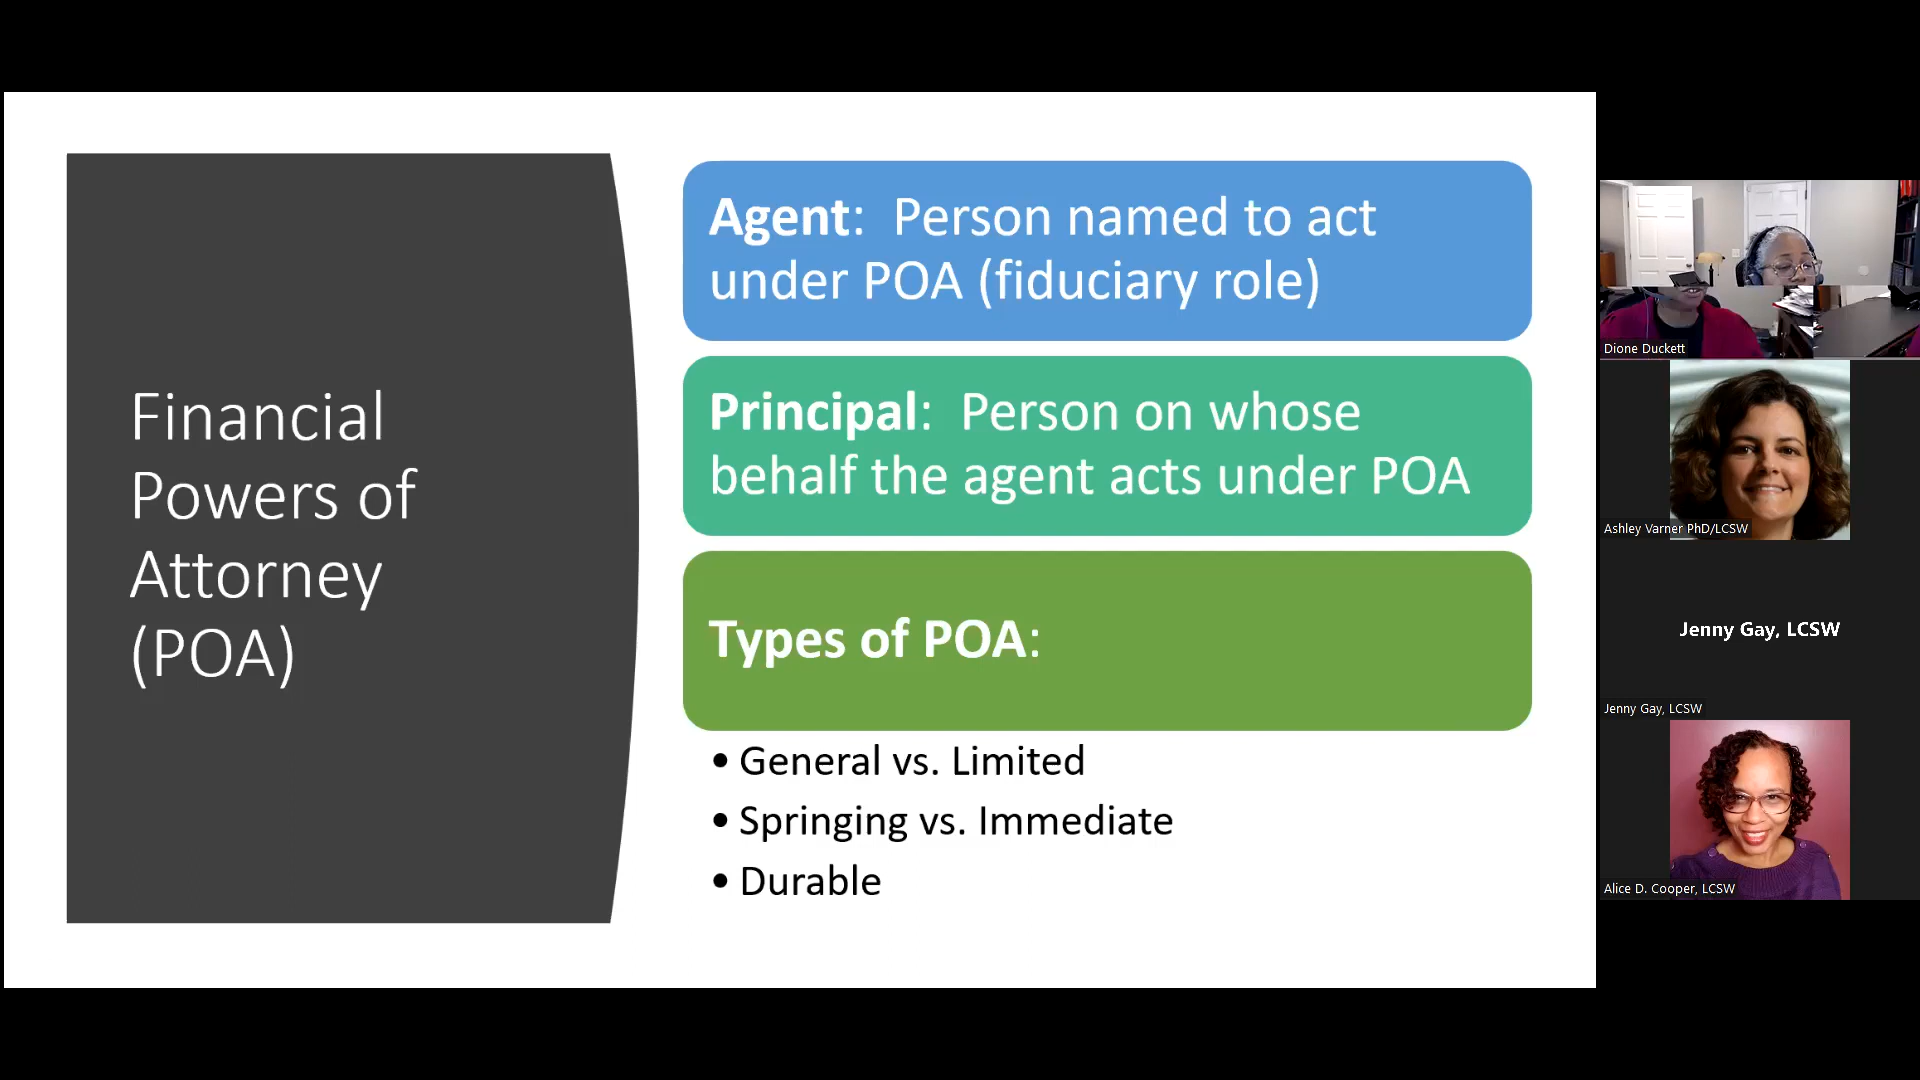 Financial
Powers of
Attorney
(POA)
Agent:  Person named to act
under POA (fiduciary role)
Principal:  Person on whose
behalf the agent acts under POA
Types of POA:
• General vs. Limited
• Springing vs. Immediate
• Durable
Dione Duckett
Ashley Varner PhD/LCSW
Jenny Gay, LCSW
Jenny Gay, LCSW
Alice D. Cooper, LCSW